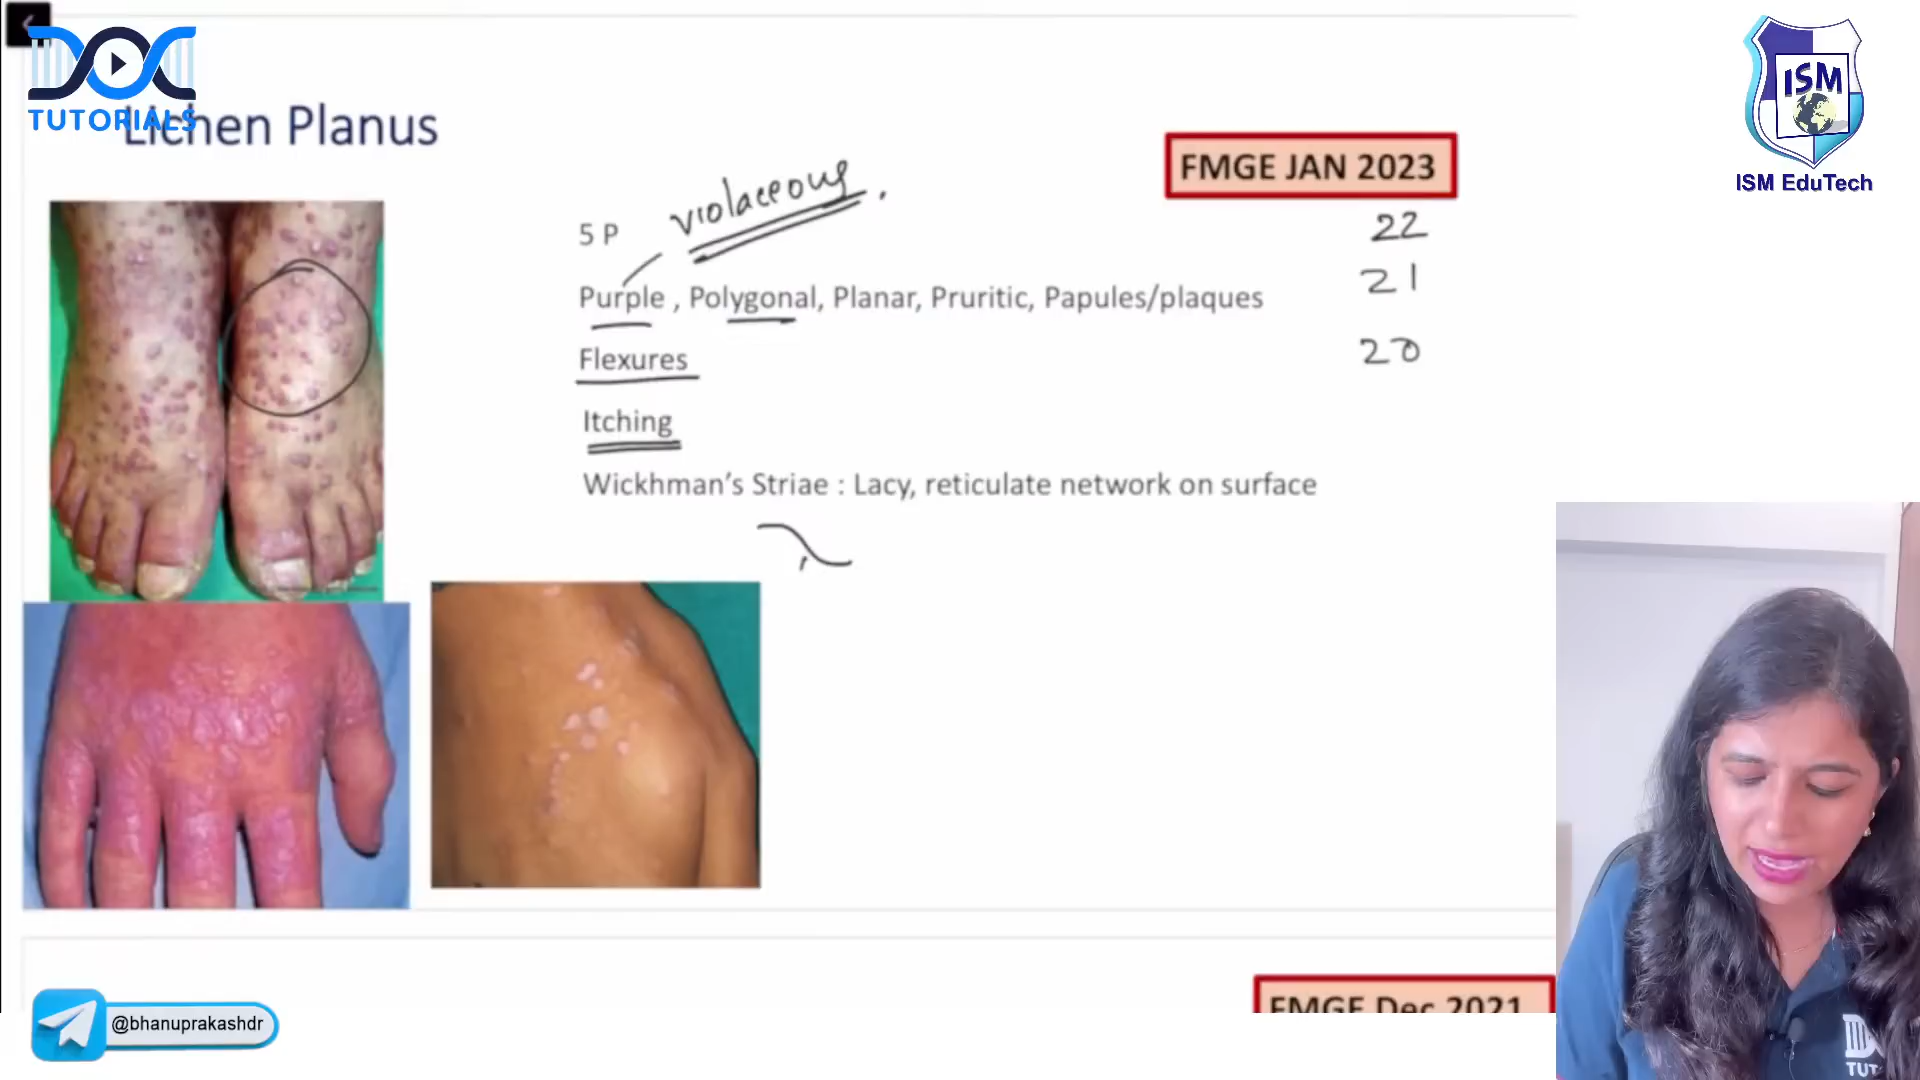 DOC
TUTORIALS
Lichen Planus
ISM
ISM EduTech
FMGE JAN 2023
22
21
20
violaceous.
5 P
Purple , Polygonal, Planar, Pruritic, Papules/plaques
Flexures
Itching
Wickhman's Striae : Lacy, reticulate network on surface
FMGE Dec 2021
@bhanuprakashdr